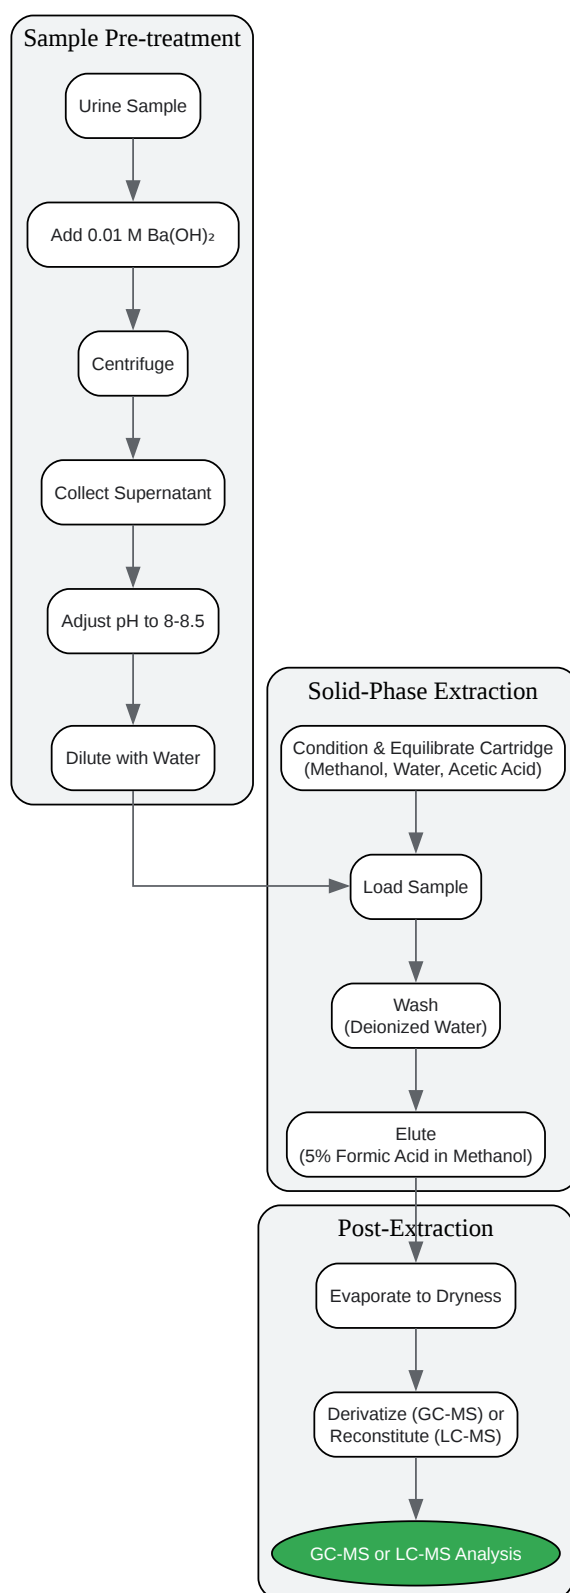 Sample Pre-treatment
Urine Sample
Add 0.01 M Ba(OH)₂
Centrifuge
Collect Supernatant
Adjust pH to 8-8.5
Dilute with Water
Solid-Phase Extraction
Condition & Equilibrate Cartridge
(Methanol, Water, Acetic Acid)
Load Sample
Wash
(Deionized Water)
Elute
(5% Formic Acid in Methanol)
Post-Extraction
Evaporate to Dryness
Derivatize (GC-MS) or
Reconstitute (LC-MS)
GC-MS or LC-MS Analysis